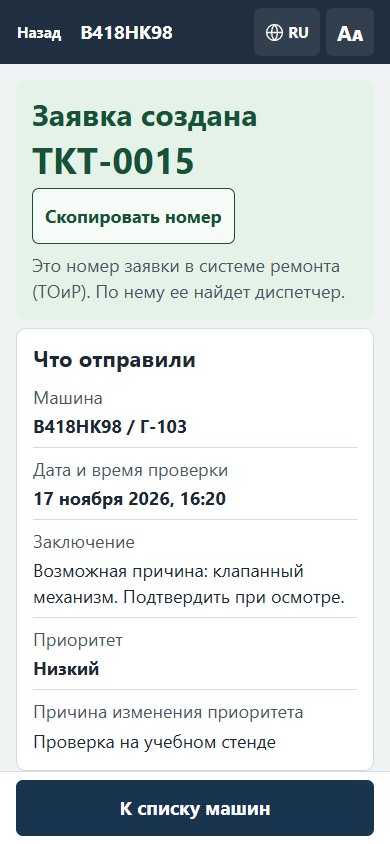 Назад
В418НК98
RU
Aᴀ
Заявка создана
ТКТ-0015
Скопировать номер
Это номер заявки в системе ремонта
(ТОиР). По нему ее найдет диспетчер.
Что отправили
Машина
В418НК98 / Г-103
Дата и время проверки
17 ноября 2026, 16:20
Заключение
Возможная причина: клапанный
механизм. Подтвердить при осмотре.
Приоритет
Низкий
Причина изменения приоритета
Проверка на учебном стенде
К списку машин